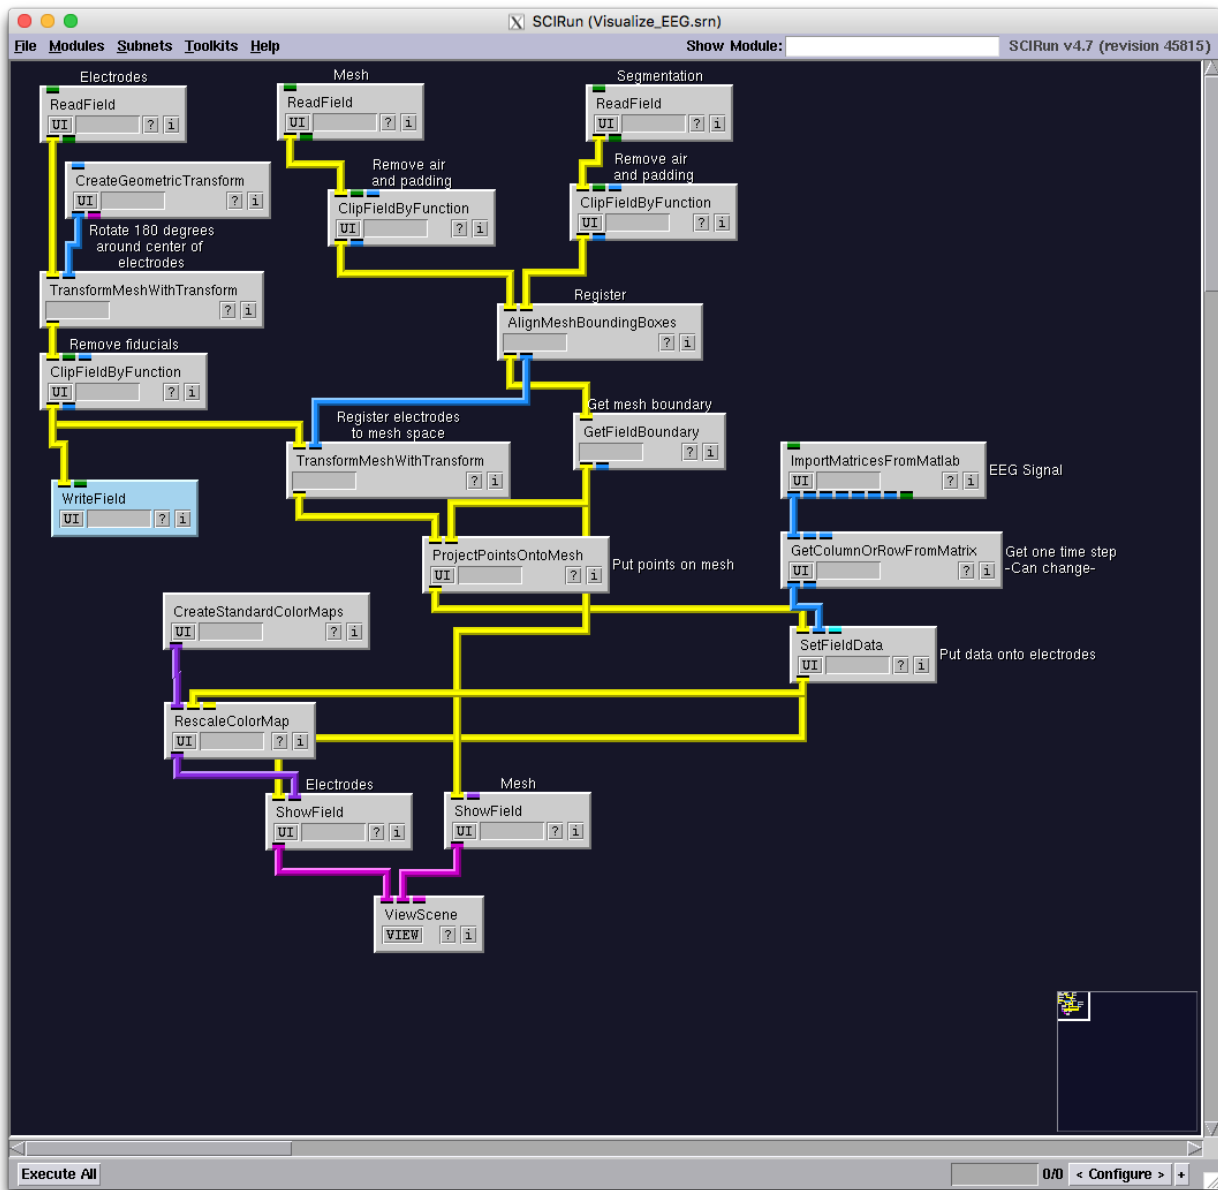 SCIRun (Visualize_EEG.srn)
File Modules Subnets Toolkits Help
Show Module:
SCIRun v4.7 (revision 45815)
Electrodes
ReadField
UI ? i
Mesh
ReadField
UI ? i
Segmentation
ReadField
UI ? i
CreateGeometricTransform
UI ? i
Rotate 180 degrees
around center of
electrodes
Remove air
and padding
ClipFieldByFunction
UI ? i
Remove air
and padding
ClipFieldByFunction
UI ? i
TransformMeshWithTransform
? i
Register
AlignMeshBoundingBoxes
? i
Remove fiducials
ClipFieldByFunction
UI ? i
Register electrodes
to mesh space
TransformMeshWithTransform
? i
Get mesh boundary
GetFieldBoundary
? i
ImportMatricesFromMatlab
UI ? i
EEG Signal
WriteField
UI ? i
ProjectPointsOntoMesh
UI ? i
Put points on mesh
GetColumnOrRowFromMatrix
UI ? i
Get one time step
-Can change-
CreateStandardColorMaps
UI ? i
SetFieldData
UI ? i
Put data onto electrodes
RescaleColorMap
UI ? i
Electrodes
ShowField
UI ? i
Mesh
ShowField
UI ? i
ViewScene
VIEW ? i
Execute All
0/0 < Configure > +